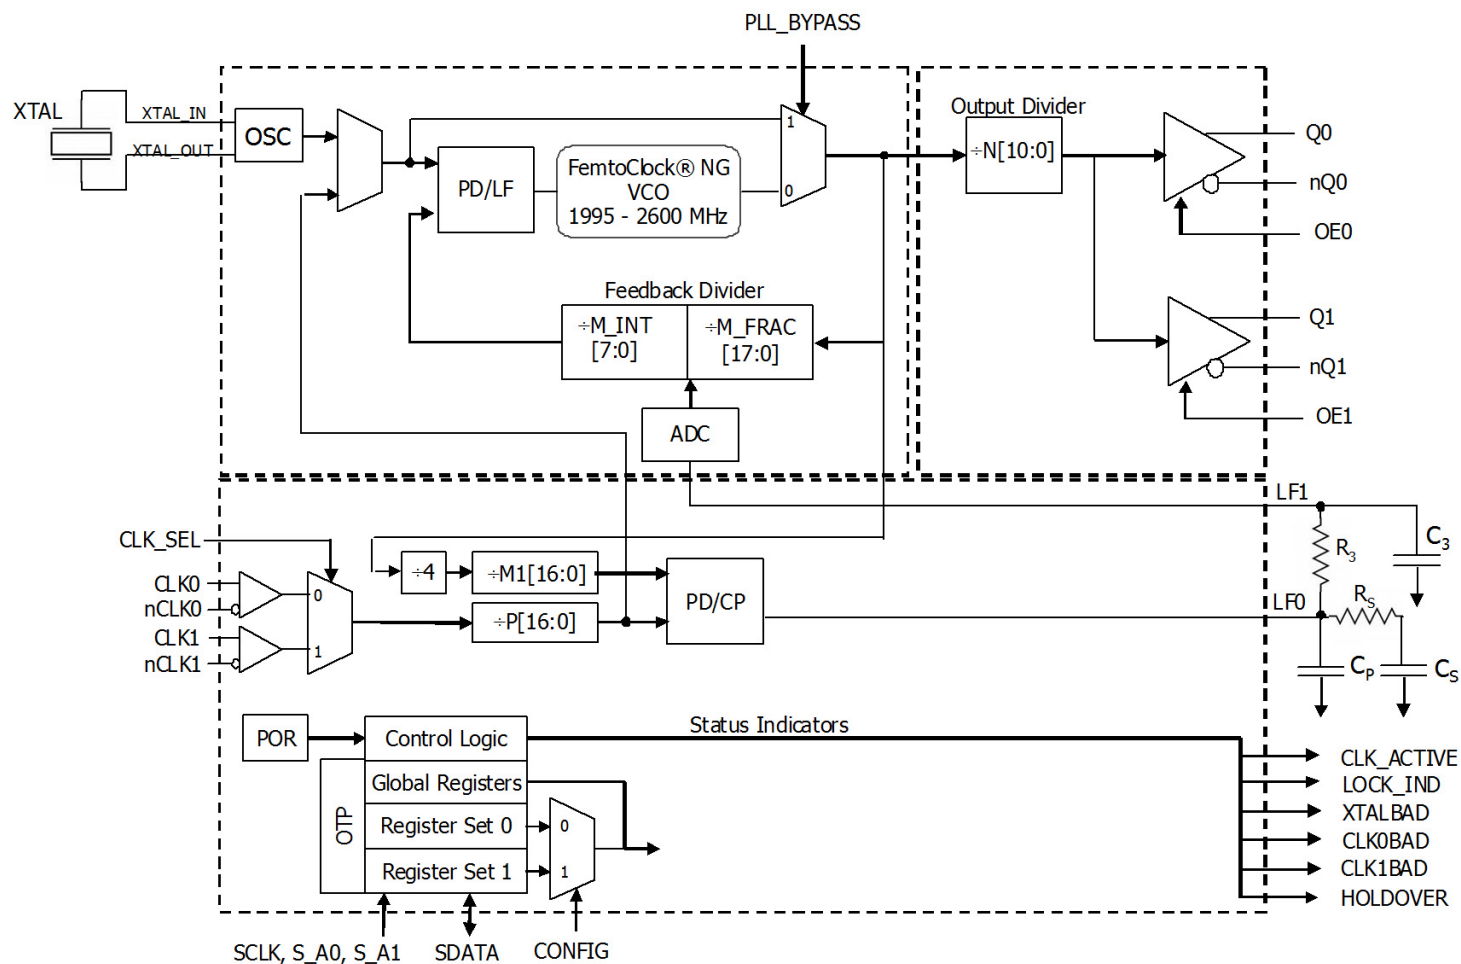 PLL_BYPASS
XTAL
XTAL_IN
XTAL_OUT
OSC
PD/LF
FemtoClock® NG
VCO
1995 - 2600 MHz
1
0
Output Divider
÷N[10:0]
Q0
nQ0
OE0
Q1
nQ1
OE1
Feedback Divider
÷M_INT
[7:0]
÷M_FRAC
[17:0]
ADC
LF1
R3
C3
LF0
RS
CP
CS
CLK_SEL
CLK0
nCLK0
CLK1
nCLK1
0
1
÷4
÷M1[16:0]
÷P[16:0]
PD/CP
POR
Control Logic
Status Indicators
Global Registers
OTP
Register Set 0
Register Set 1
0
1
CLK_ACTIVE
LOCK_IND
XTALBAD
CLK0BAD
CLK1BAD
HOLDOVER
SCLK, S_A0, S_A1
SDATA
CONFIG